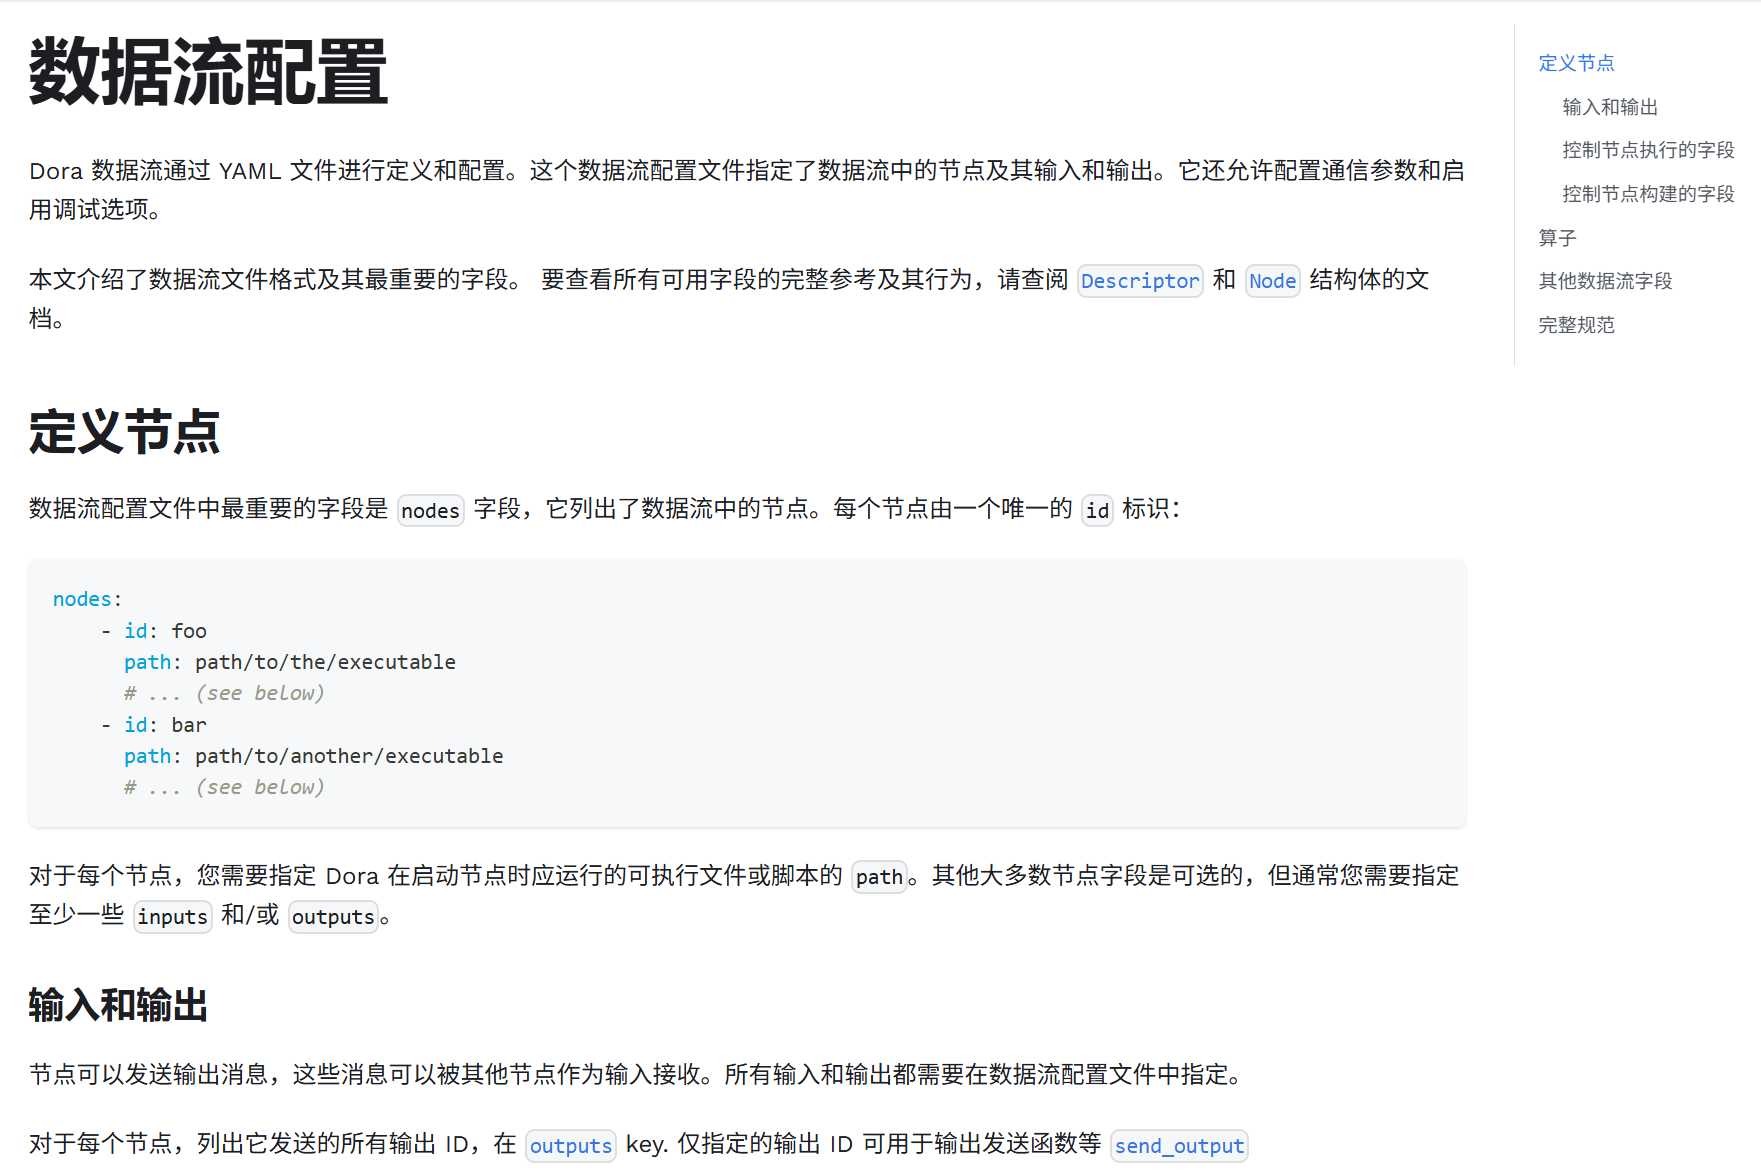 数据流配置
Dora 数据流通过 YAML 文件进行定义和配置。这个数据流配置文件指定了数据流中的节点及其输入和输出。它还允许配置通信参数和启
用调试选项。
本文介绍了数据流文件格式及其最重要的字段。 要查看所有可用字段的完整参考及其行为，请查阅 Descriptor 和 Node 结构体的文
档。
定义节点
数据流配置文件中最重要的字段是 nodes 字段，它列出了数据流中的节点。每个节点由一个唯一的 id 标识：
nodes:
    - id: foo
      path: path/to/the/executable
      # ... (see below)
    - id: bar
      path: path/to/another/executable
      # ... (see below)
对于每个节点，您需要指定 Dora 在启动节点时应运行的可执行文件或脚本的 path。其他大多数节点字段是可选的，但通常您需要指定
至少一些 inputs 和/或 outputs。
输入和输出
节点可以发送输出消息，这些消息可以被其他节点作为输入接收。所有输入和输出都需要在数据流配置文件中指定。
对于每个节点，列出它发送的所有输出 ID，在 outputs key. 仅指定的输出 ID 可用于输出发送函数等 send_output
定义节点
输入和输出
控制节点执行的字段
控制节点构建的字段
算子
其他数据流字段
完整规范